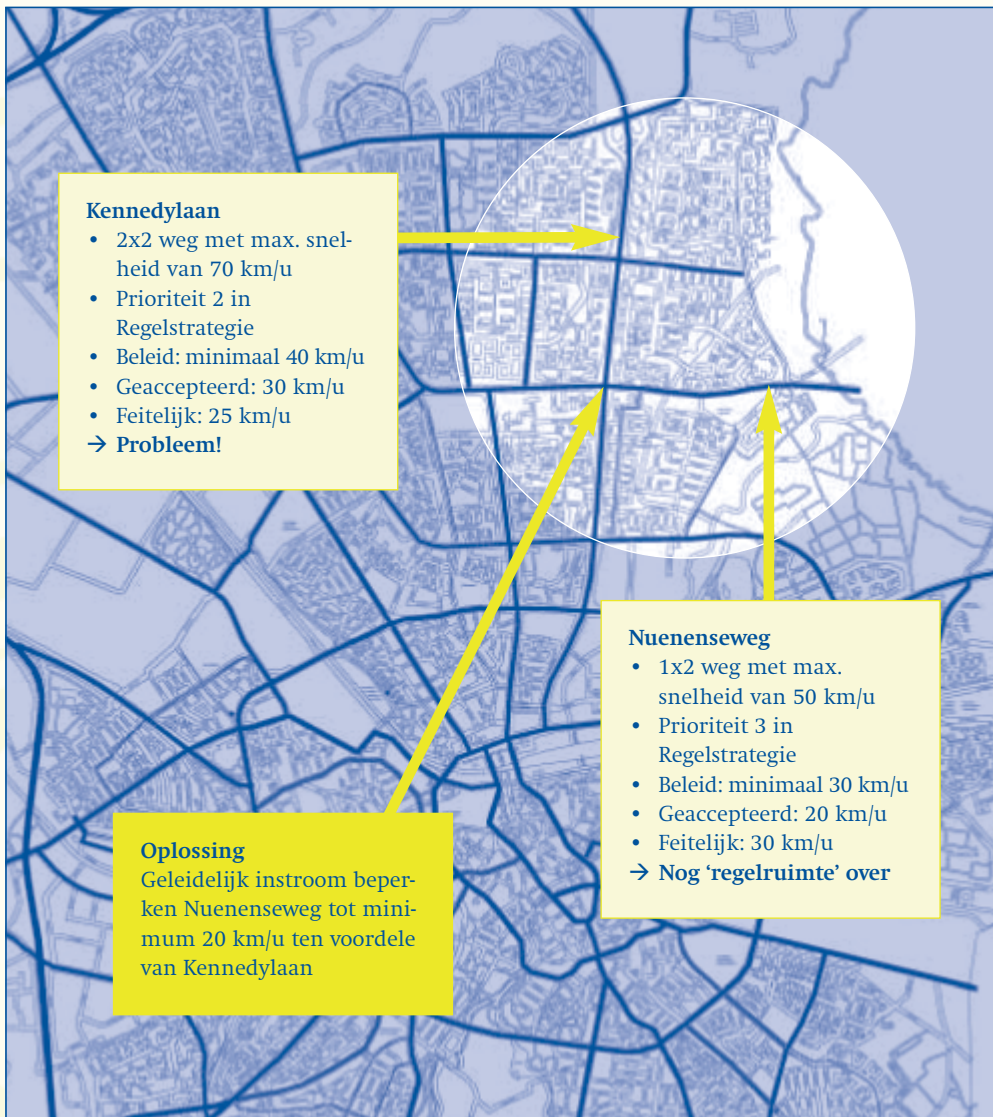 Kennedylaan
• 2x2 weg met max. snel-
heid van 70 km/u
• Prioriteit 2 in
Regelstrategie
• Beleid: minimaal 40 km/u
• Geaccepteerd: 30 km/u
• Feitelijk: 25 km/u
→ Probleem!
Nuenenseweg
• 1x2 weg met max.
snelheid van 50 km/u
• Prioriteit 3 in
Regelstrategie
• Beleid: minimaal 30 km/u
• Geaccepteerd: 20 km/u
• Feitelijk: 30 km/u
→ Nog ‘regelruimte’ over
Oplossing
Geleidelijk instroom beper-
ken Nuenenseweg tot mini-
mum 20 km/u ten voordele
van Kennedylaan